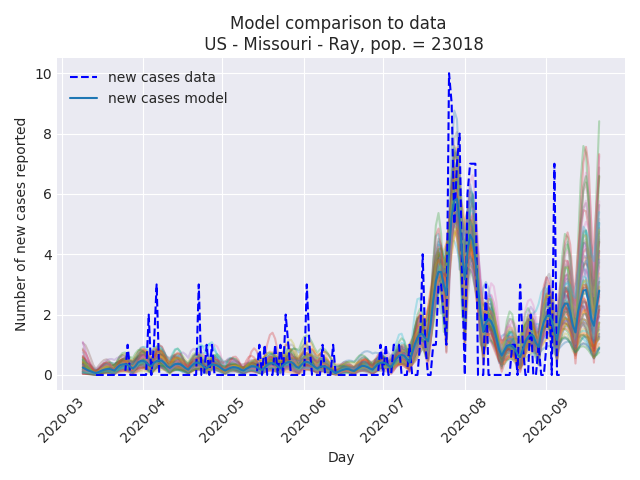 Model comparison to data
US - Missouri - Ray, pop. = 23018
new cases data
new cases model
Number of new cases reported
10
8
6
4
2
0
2020-03
2020-04
2020-05
2020-06
2020-07
2020-08
2020-09
Day